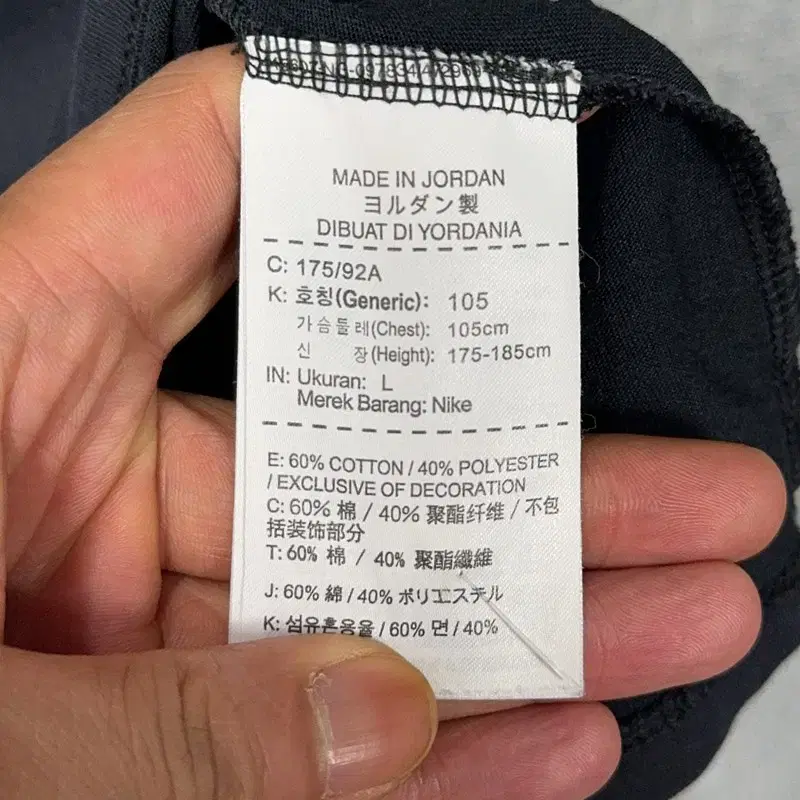 MADE IN JORDAN
ヨルダン製
DIBUAT DI YORDANIA
C: 175/92A
K: 호칭(Generic): 105
가슴둘레(Chest): 105cm
신 장(Height): 175-185cm
IN: Ukuran: L
Merek Barang: Nike
E: 60% COTTON / 40% POLYESTER
/ EXCLUSIVE OF DECORATION
C: 60% 棉 / 40% 聚酯纤维 / 不包
括装饰部分
T: 60% 棉 / 40% 聚酯纖維
J: 60% 綿 / 40% ポリエステル
K: 섬유혼용율 / 60% 면 / 40%